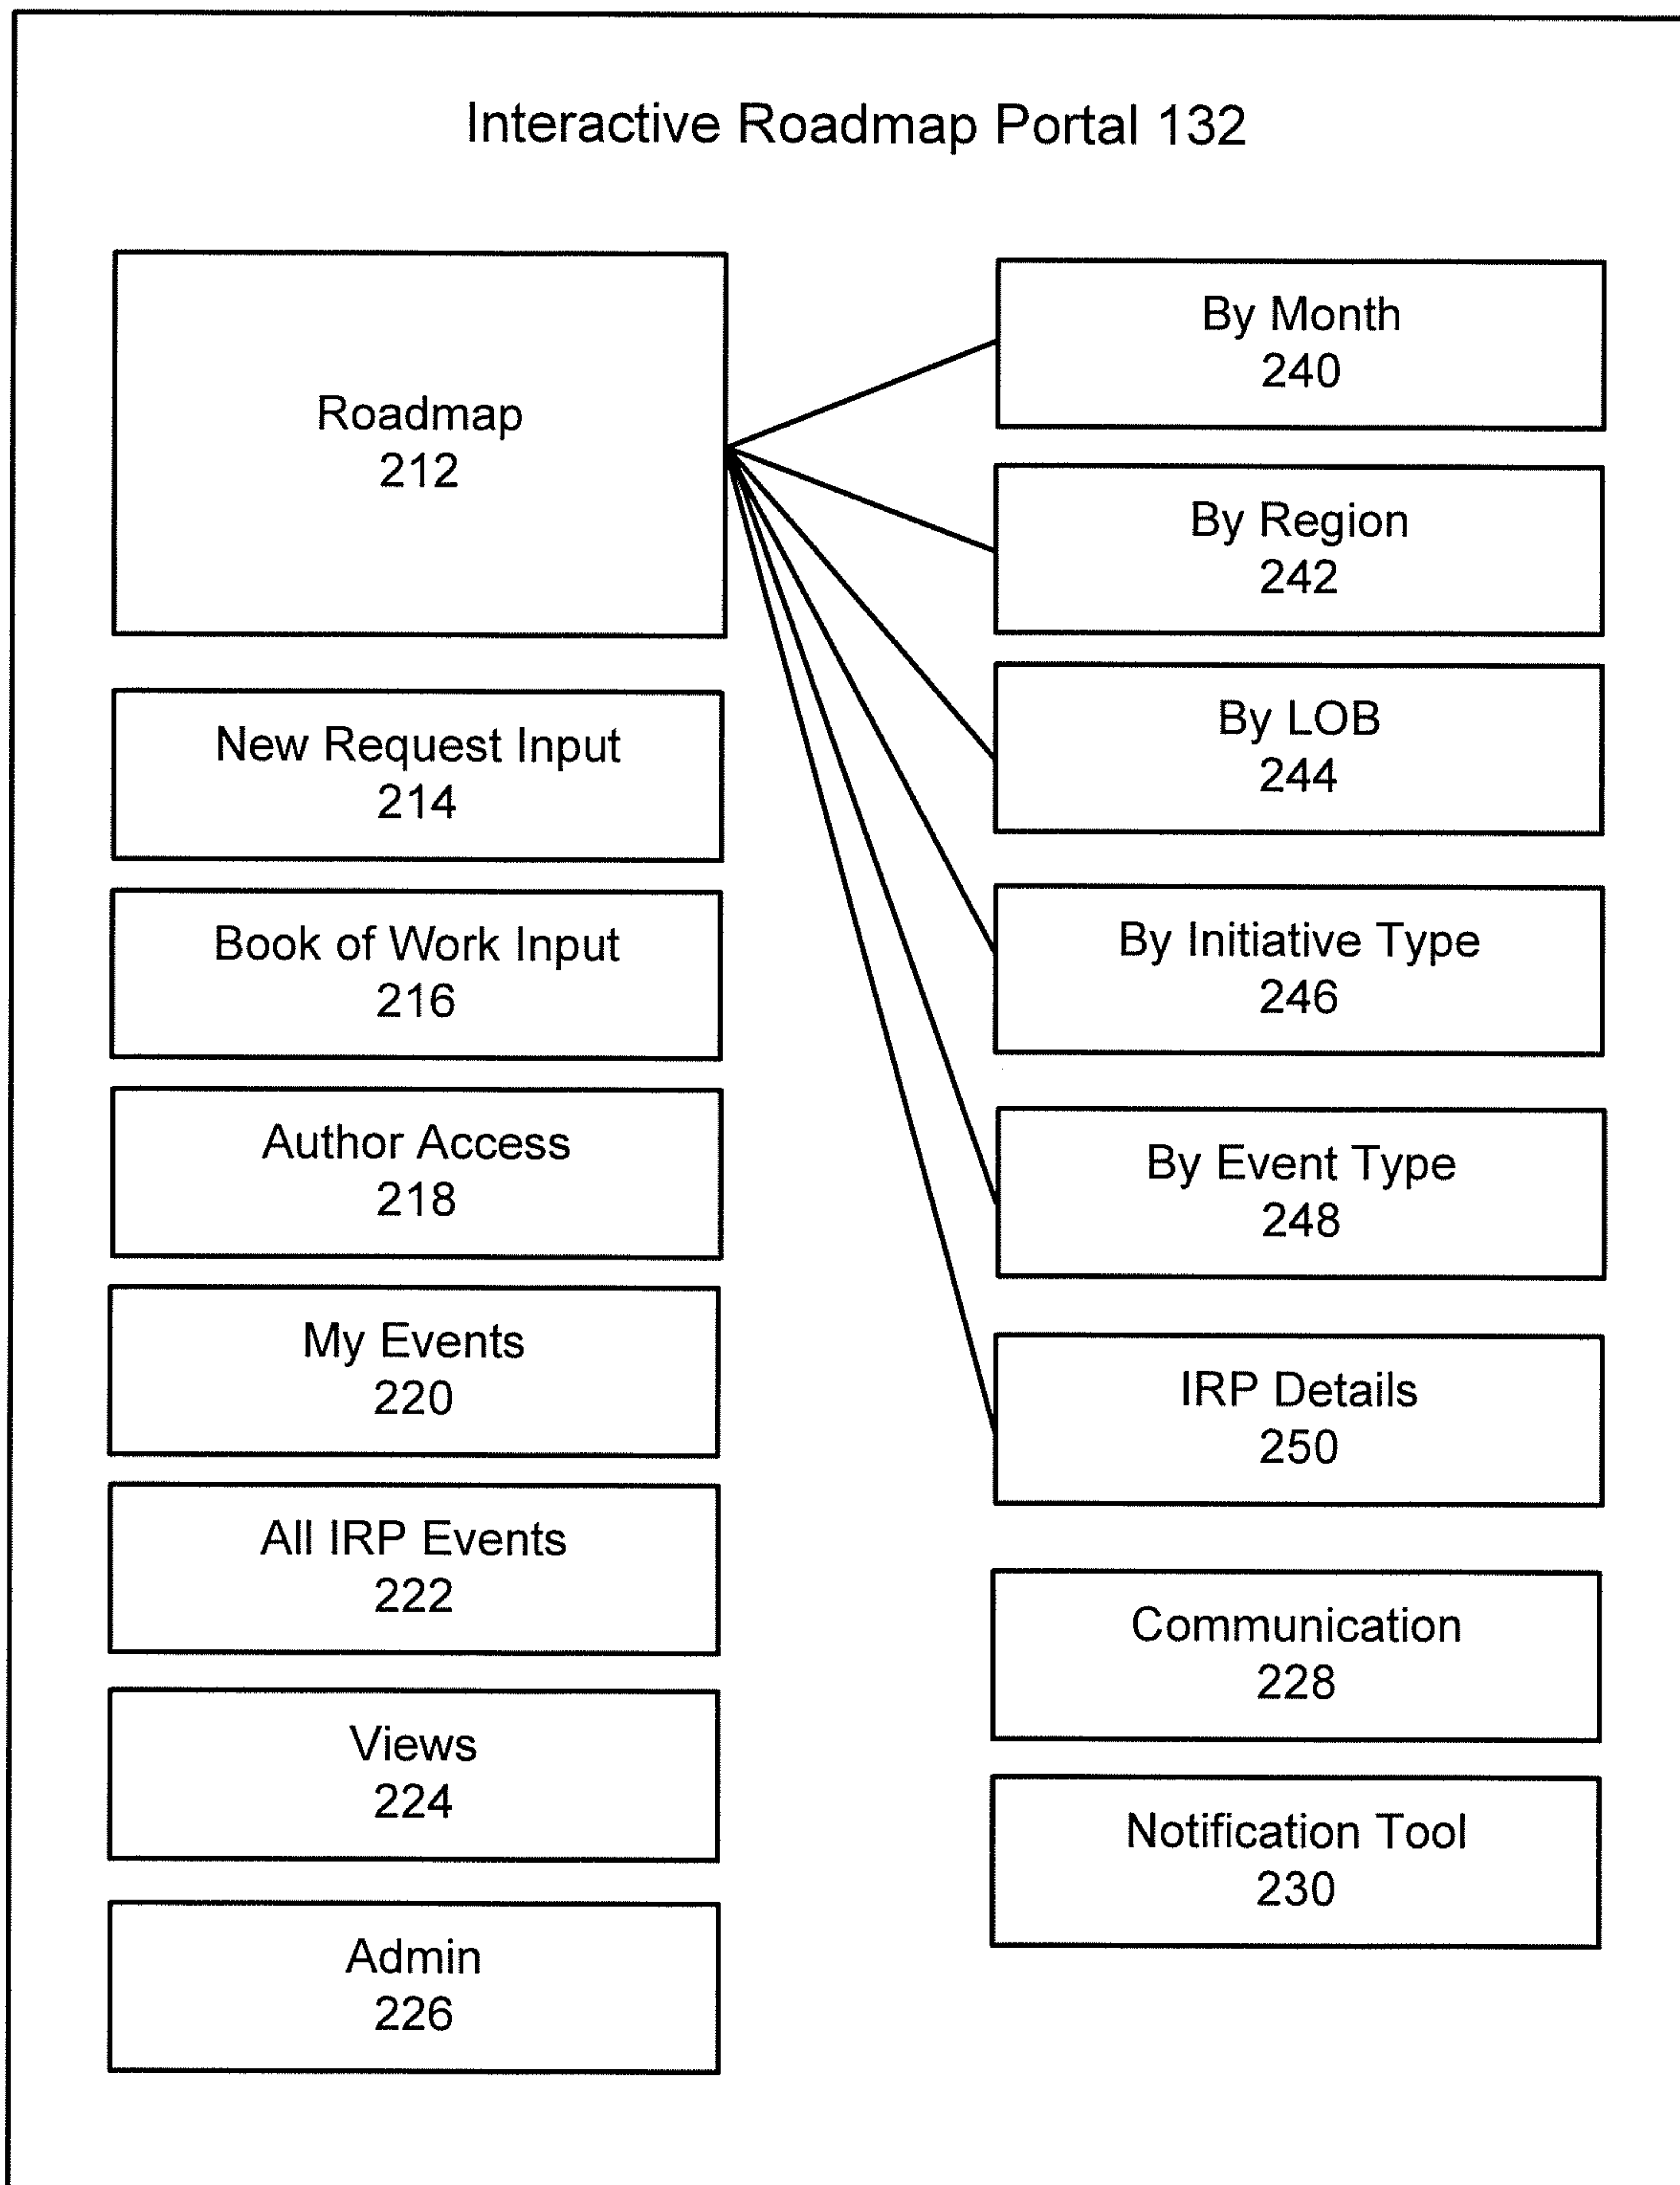 Interactive Roadmap Portal 132
Roadmap
212
New Request Input
214
Book of Work Input
216
Author Access
218
My Events
220
All IRP Events
222
Views
224
Admin
226
By Month
240
By Region
242
By LOB
244
By Initiative Type
246
By Event Type
248
IRP Details
250
Communication
228
Notification Tool
230